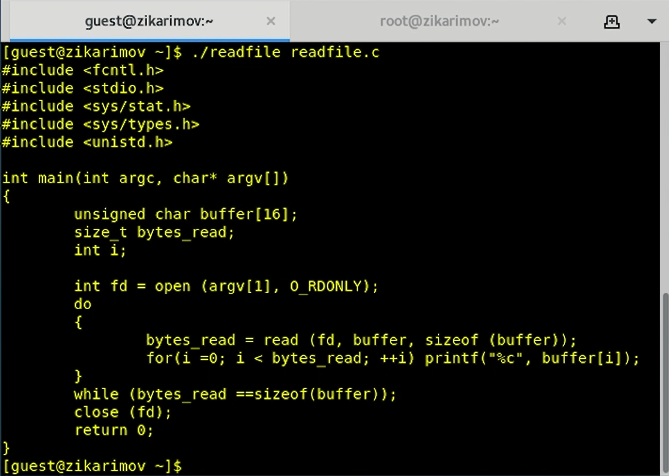 guest@zikarimov:~ × root@zikarimov:~ ×
[guest@zikarimov ~]$ ./readfile readfile.c
#include <fcntl.h>
#include <stdio.h>
#include <sys/stat.h>
#include <sys/types.h>
#include <unistd.h>

int main(int argc, char* argv[])
{
        unsigned char buffer[16];
        size_t bytes_read;
        int i;

        int fd = open (argv[1], O_RDONLY);
        do
        {
                bytes_read = read (fd, buffer, sizeof (buffer));
                for(i =0; i < bytes_read; ++i) printf("%c", buffer[i]);
        }
        while (bytes_read ==sizeof(buffer));
        close (fd);
        return 0;
}
[guest@zikarimov ~]$